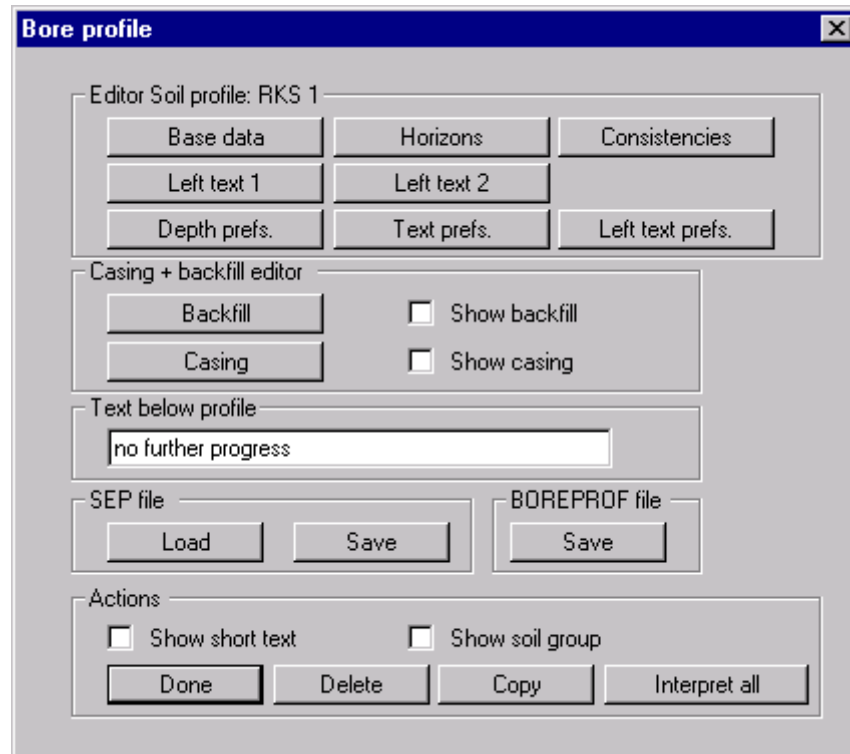 Bore profile
Editor Soil profile: RKS 1
Base data Horizons Consistencies
Left text 1 Left text 2
Depth prefs. Text prefs. Left text prefs.
Casing + backfill editor
Backfill Show backfill
Casing Show casing
Text below profile
no further progress
SEP file BOREPROF file
Load Save Save
Actions
Show short text Show soil group
Done Delete Copy Interpret all